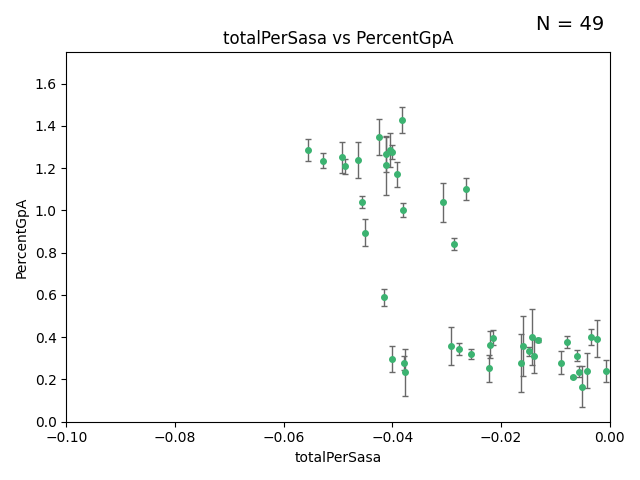 N = 49
totalPerSasa vs PercentGpA
PercentGpA
1.6
1.4
1.2
1.0
0.8
0.6
0.4
0.2
0.0
−0.10 −0.08 −0.06 −0.04 −0.02 0.00
totalPerSasa